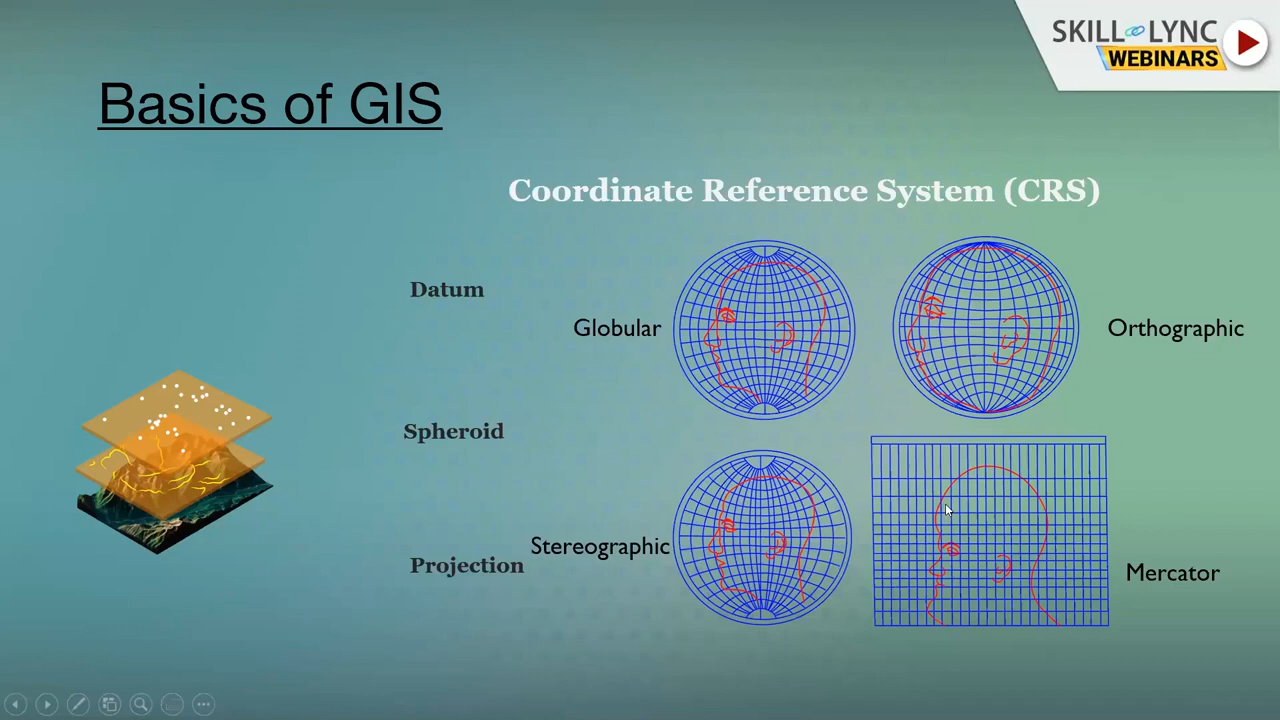 SKILL LYNC
WEBINARS
Basics of GIS
Coordinate Reference System (CRS)
Datum
Globular
Orthographic
Spheroid
Stereographic
Projection
Mercator